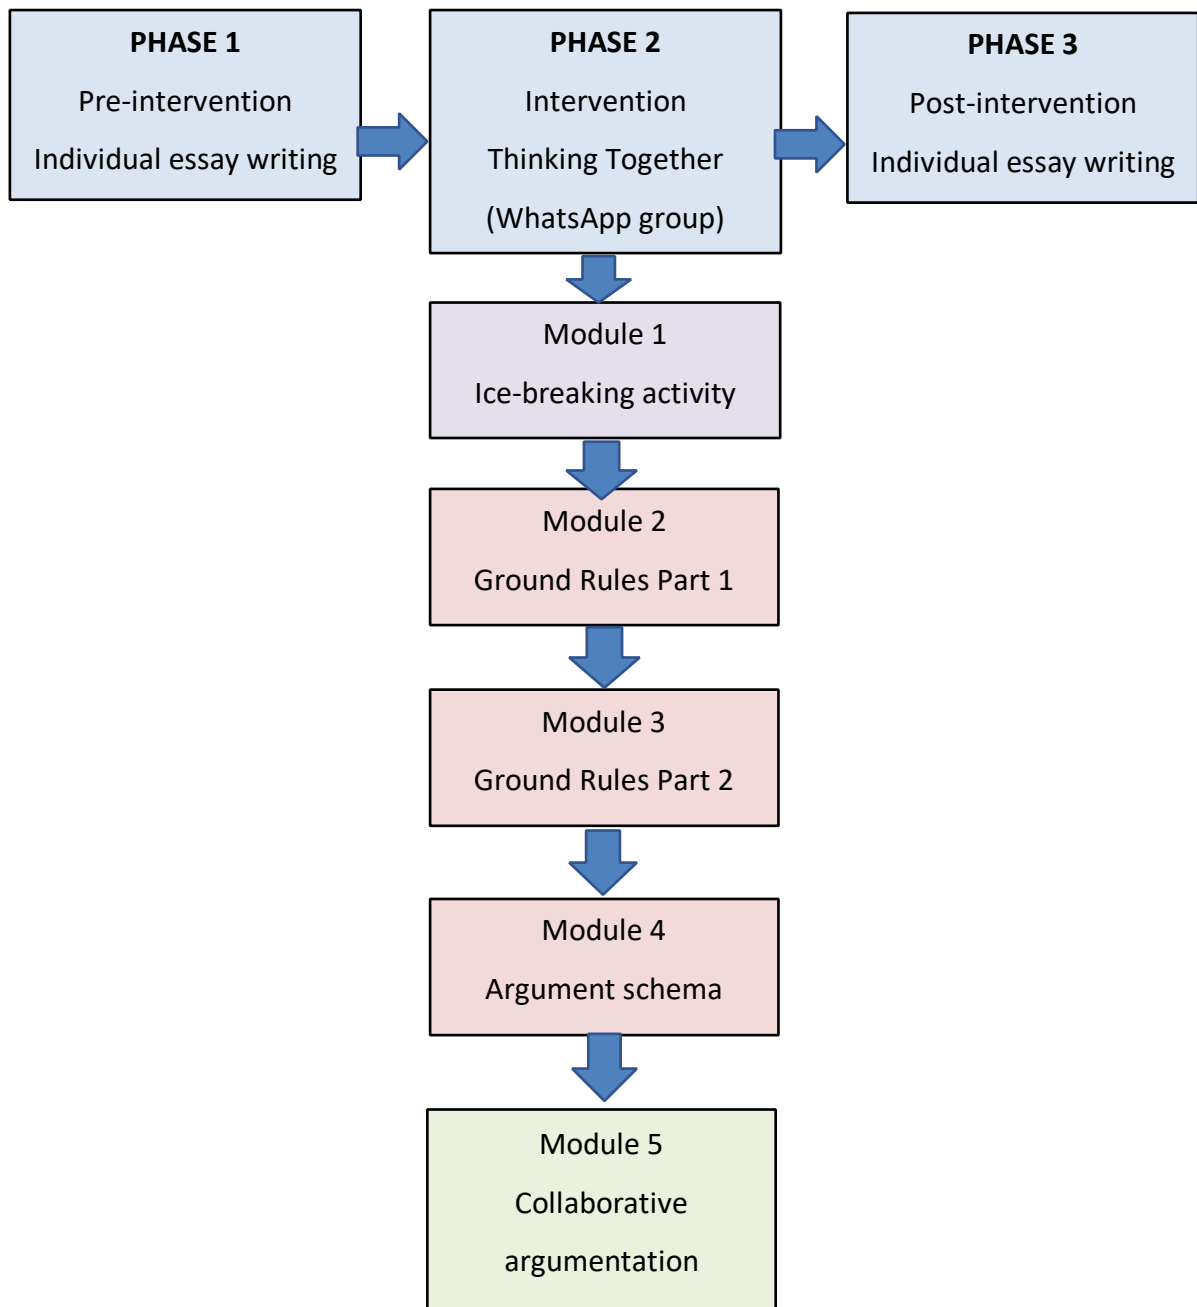 PHASE 1
Pre-intervention
Individual essay writing
PHASE 2
Intervention
Thinking Together
(WhatsApp group)
PHASE 3
Post-intervention
Individual essay writing
Module 1
Ice-breaking activity
Module 2
Ground Rules Part 1
Module 3
Ground Rules Part 2
Module 4
Argument schema
Module 5
Collaborative
argumentation